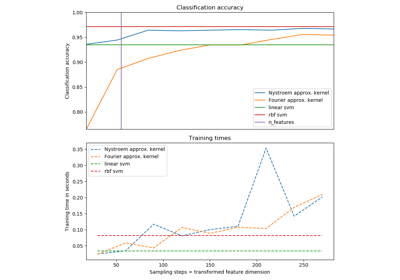 Classification accuracy
1.00
0.95
0.90
0.85
0.80
Classification accuracy
Nystroem approx. kernel
Fourier approx. kernel
linear svm
rbf svm
n_features
Training times
0.35
0.30
0.25
0.20
0.15
0.10
0.05
Training time in seconds
Nystroem approx. kernel
Fourier approx. kernel
linear svm
rbf svm
50 100 150 200 250
Sampling steps = transformed feature dimension